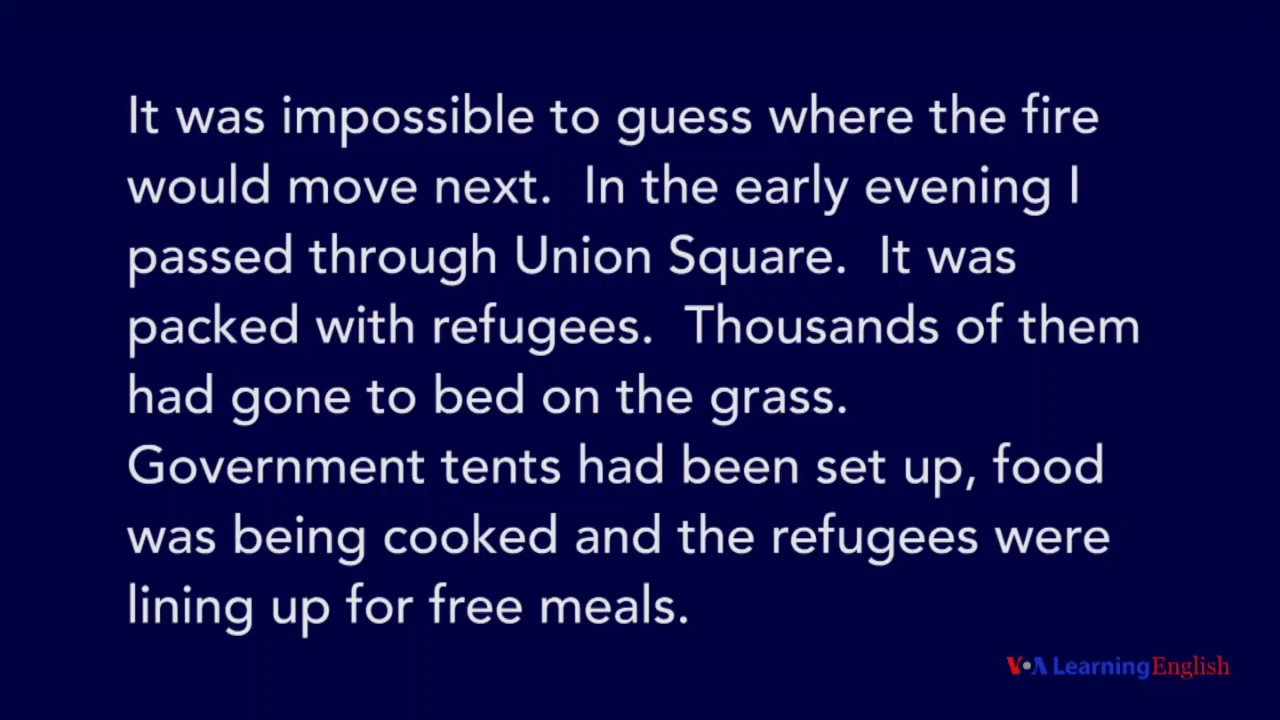 It was impossible to guess where the fire
would move next.  In the early evening I
passed through Union Square.  It was
packed with refugees.  Thousands of them
had gone to bed on the grass.
Government tents had been set up, food
was being cooked and the refugees were
lining up for free meals.
VOA Learning English